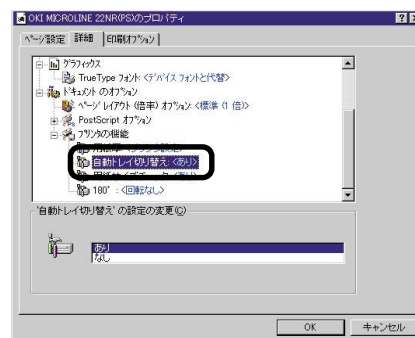 OKI MICROLINE 22NR(PS)のプロパティ
ページ設定 詳細 印刷オプション
グラフィックス
TrueType フォント: <デバイス フォントと代替>
ドキュメント のオプション
ページ レイアウト (倍率) オプション: <標準 (1 倍)>
PostScript オプション
プリンタの機能
自動トレイ切り替え: <あり>
180° : <回転なし>
'自動トレイ切り替え' の設定の変更(C)
あり
なし
OK キャンセル